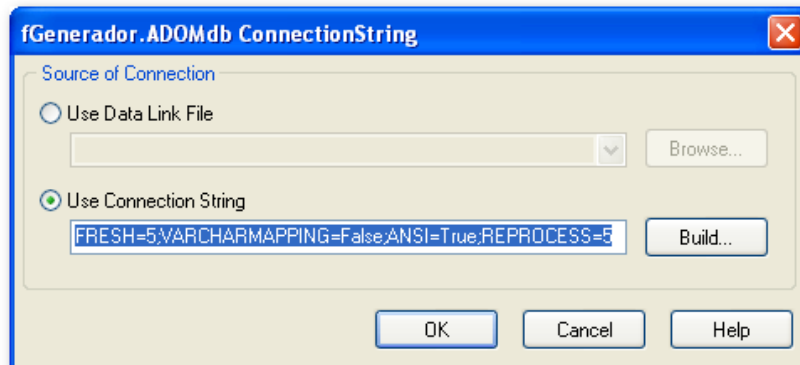 fGenerador.ADOMdb ConnectionString
Source of Connection
Use Data Link File
Browse...
Use Connection String
FRESH=5;VARCHARMAPPING=False;ANSI=True;REPROCESS=5
Build...
OK Cancel Help